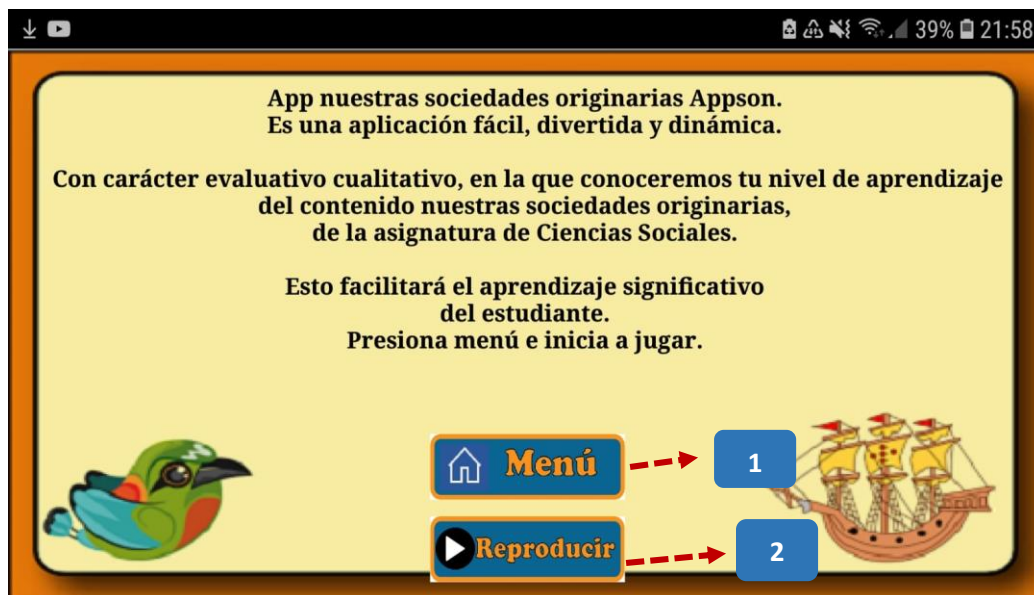 39% 21:58
App nuestras sociedades originarias Appson.
Es una aplicación fácil, divertida y dinámica.
Con carácter evaluativo cualitativo, en la que conoceremos tu nivel de aprendizaje
del contenido nuestras sociedades originarias,
de la asignatura de Ciencias Sociales.
Esto facilitará el aprendizaje significativo
del estudiante.
Presiona menú e inicia a jugar.
Menú
1
Reproducir
2